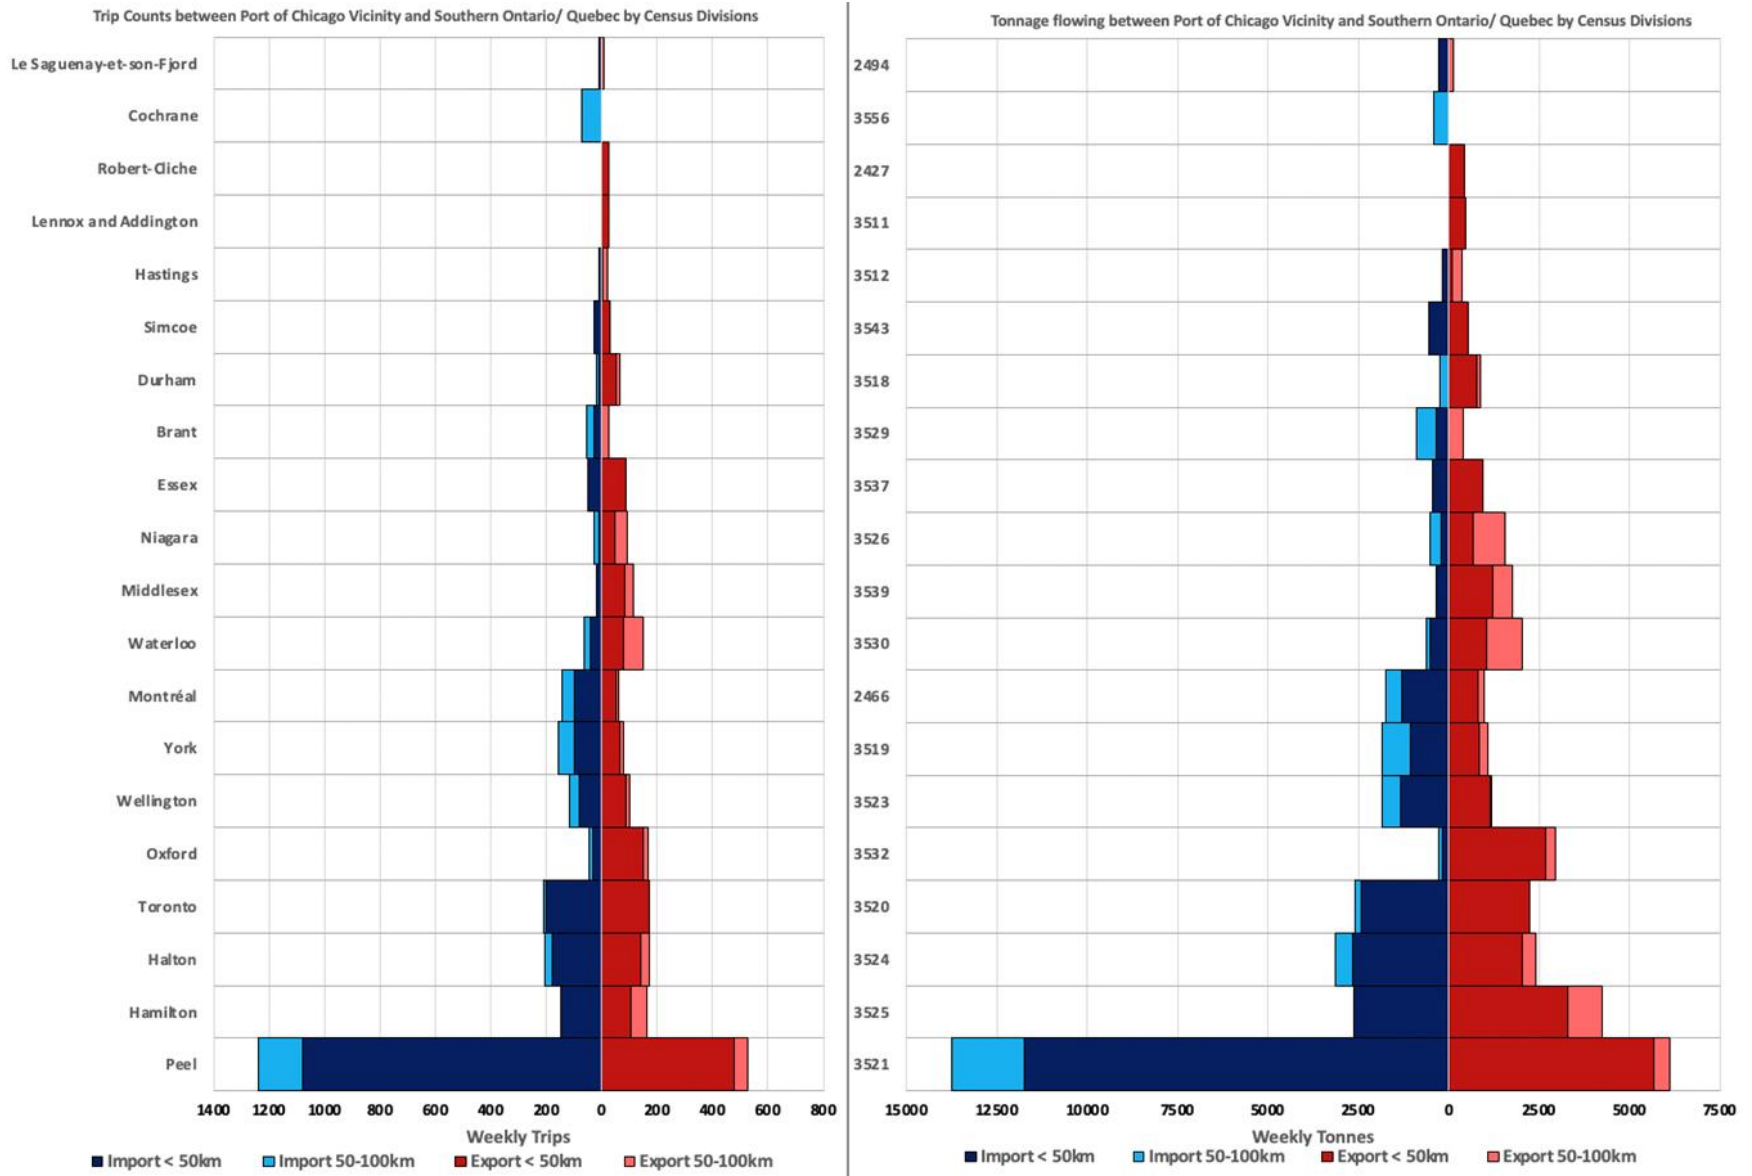 Trip Counts between Port of Chicago Vicinity and Southern Ontario/ Quebec by Census Divisions
Le Saguenay-et-son-Fjord
Cochrane
Robert-Cliche
Lennox and Addington
Hastings
Simcoe
Durham
Brant
Essex
Niagara
Middlesex
Waterloo
Montréal
York
Wellington
Oxford
Toronto
Halton
Hamilton
Peel
1400 1200 1000 800 600 400 200 0 200 400 600 800
Weekly Trips
Import < 50km Import 50-100km Export < 50km Export 50-100km
Tonnage flowing between Port of Chicago Vicinity and Southern Ontario/ Quebec by Census Divisions
2494
3556
2427
3511
3512
3543
3518
3529
3537
3526
3539
3530
2466
3519
3523
3532
3520
3524
3525
3521
15000 12500 10000 7500 5000 2500 0 2500 5000 7500
Weekly Tonnes
Import < 50km Import 50-100km Export < 50km Export 50-100km